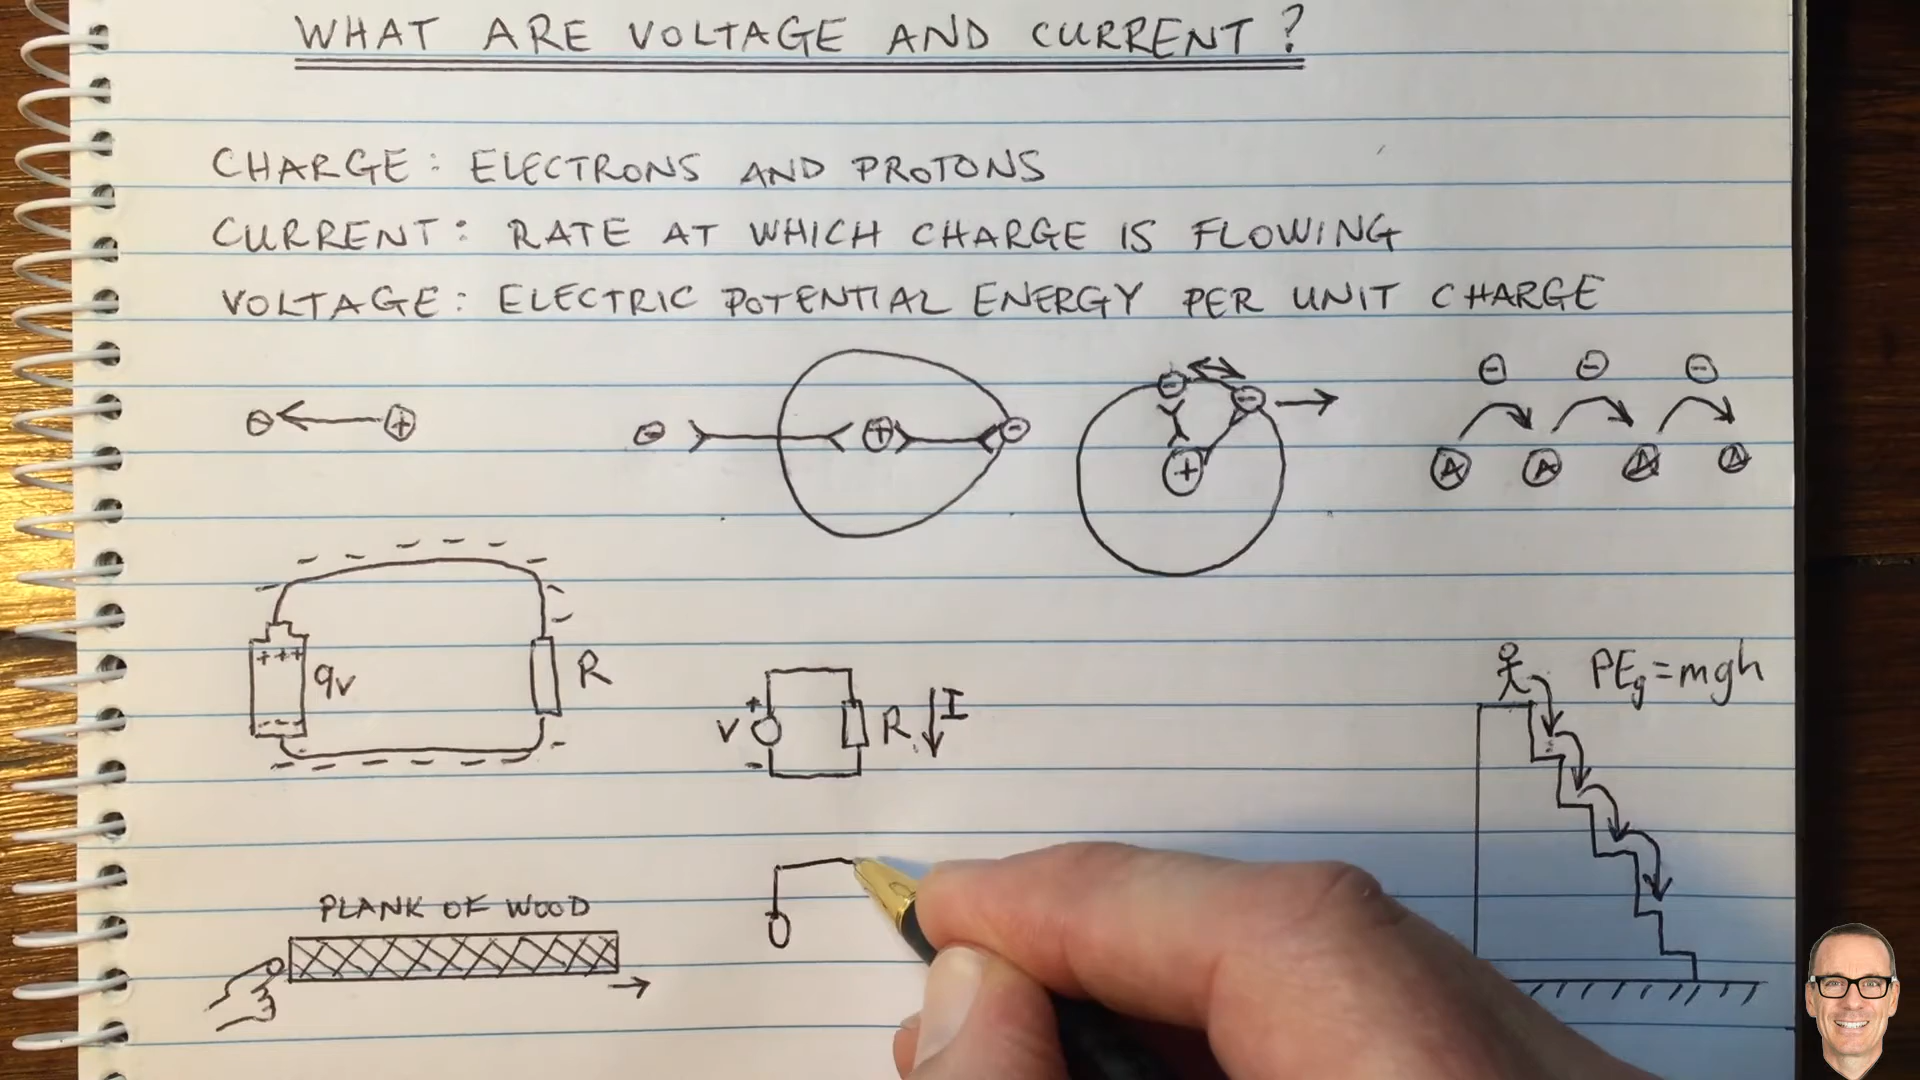 WHAT ARE VOLTAGE AND CURRENT?
CHARGE: ELECTRONS AND PROTONS
CURRENT: RATE AT WHICH CHARGE IS FLOWING
VOLTAGE: ELECTRIC POTENTIAL ENERGY PER UNIT CHARGE
- + - + - - - + - - -
A A A A
+++ 9v R
V + - R I
PEg=mgh
PLANK OF WOOD